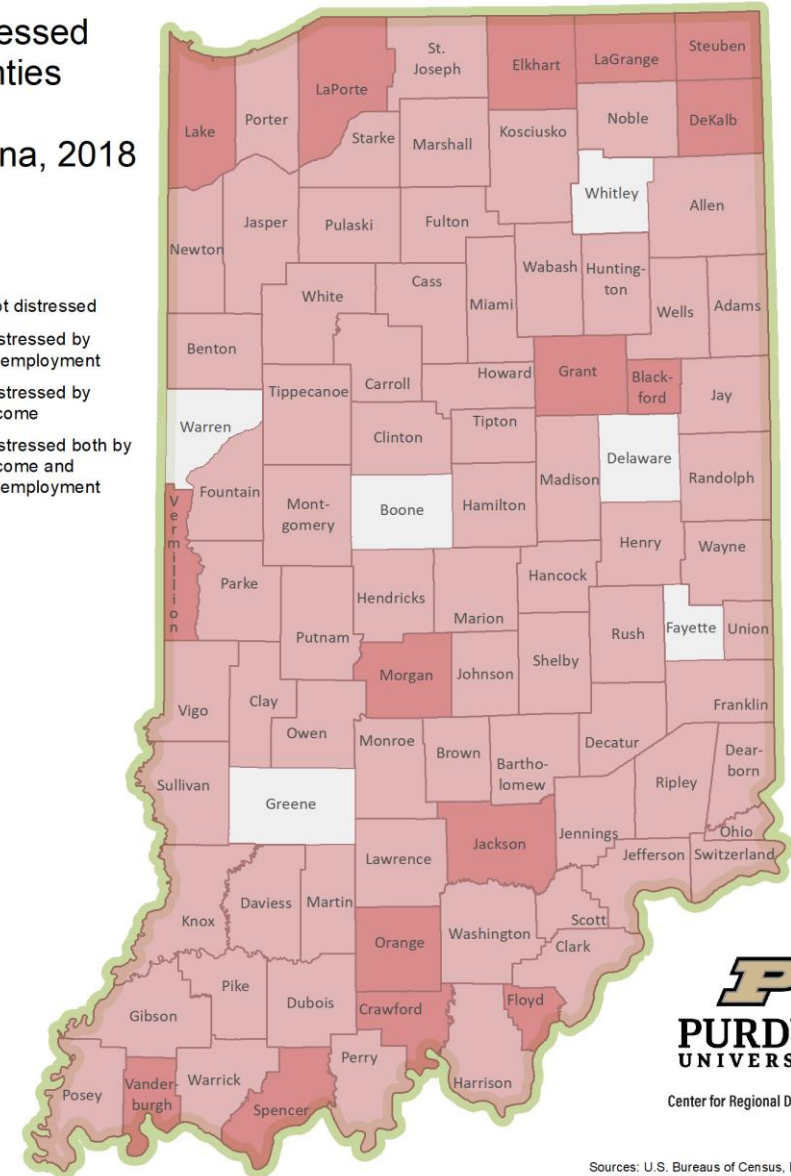 essed
nties
na, 2018
ot distressed
stressed by
employment
stressed by
come
stressed both by
come and
employment
St.
Joseph
Elkhart
LaGrange
Steuben
LaPorte
Lake
Porter
Starke
Marshall
Kosciusko
Noble
DeKalb
Whitley
Allen
Newton
Jasper
Pulaski
Fulton
Wabash
Hunting-
ton
White
Cass
Miami
Wells
Adams
Benton
Carroll
Howard
Grant
Black-
ford
Jay
Tippecanoe
Warren
Clinton
Tipton
Delaware
Madison
Randolph
Fountain
Mont-
gomery
Boone
Hamilton
Vermillion
Henry
Wayne
Parke
Hendricks
Marion
Hancock
Putnam
Rush
Fayette
Union
Morgan
Johnson
Shelby
Vigo
Clay
Owen
Franklin
Monroe
Brown
Bartho-
lomew
Decatur
Dear-
born
Ripley
Sullivan
Greene
Jackson
Jennings
Ohio
Jefferson
Switzerland
Lawrence
Knox
Daviess
Martin
Orange
Washington
Scott
Clark
Pike
Gibson
Dubois
Crawford
Floyd
Perry
Harrison
Posey
Vander-
burgh
Warrick
Spencer
P
PURD
UNIVERS
Center for Regional D
Sources: U.S. Bureaus of Census,